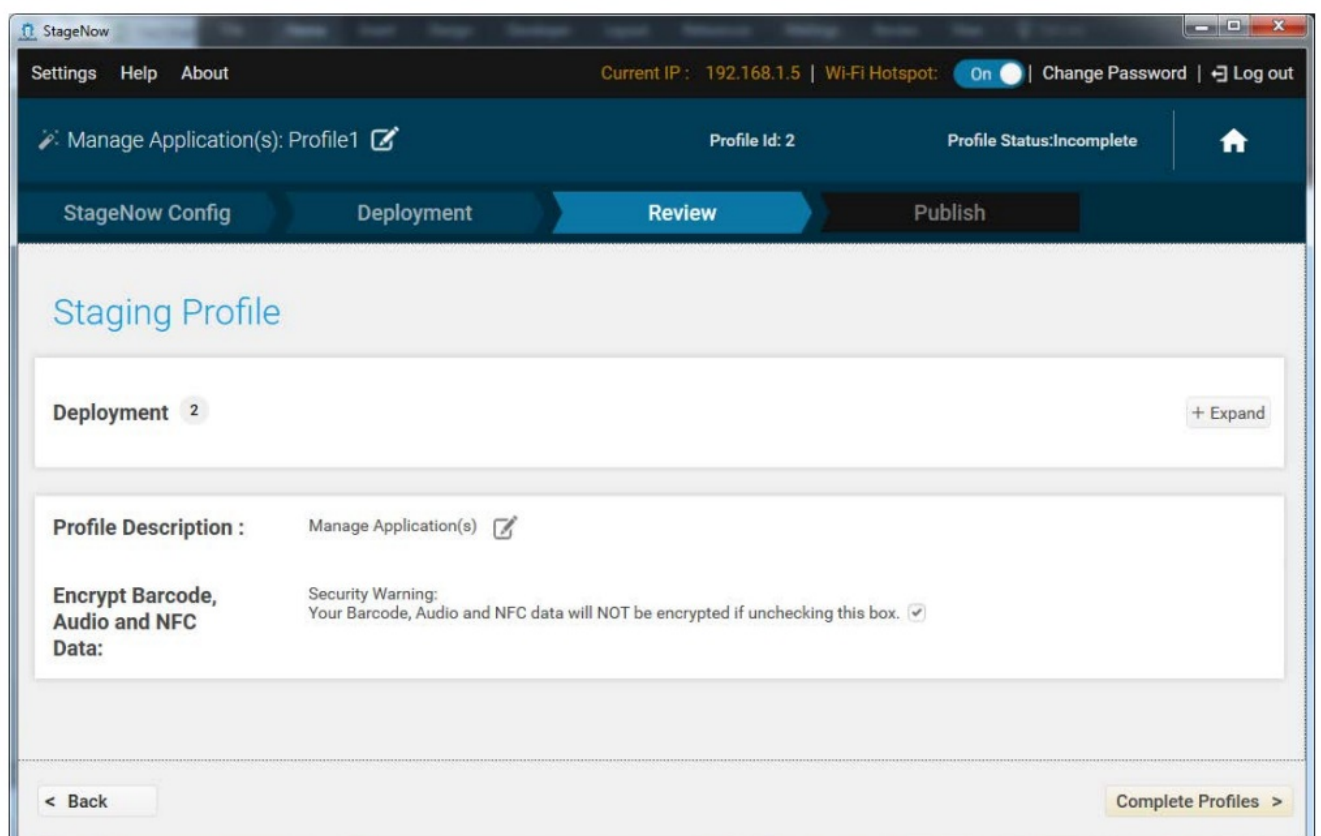 StageNow
Settings Help About Current IP : 192.168.1.5 | Wi-Fi Hotspot: On | Change Password | Log out
Manage Application(s): Profile1 Profile Id: 2 Profile Status:Incomplete
StageNow Config Deployment Review Publish
Staging Profile
Deployment 2 + Expand
Profile Description : Manage Application(s)
Encrypt Barcode,
Audio and NFC
Data:
Security Warning:
Your Barcode, Audio and NFC data will NOT be encrypted if unchecking this box.
< Back Complete Profiles >